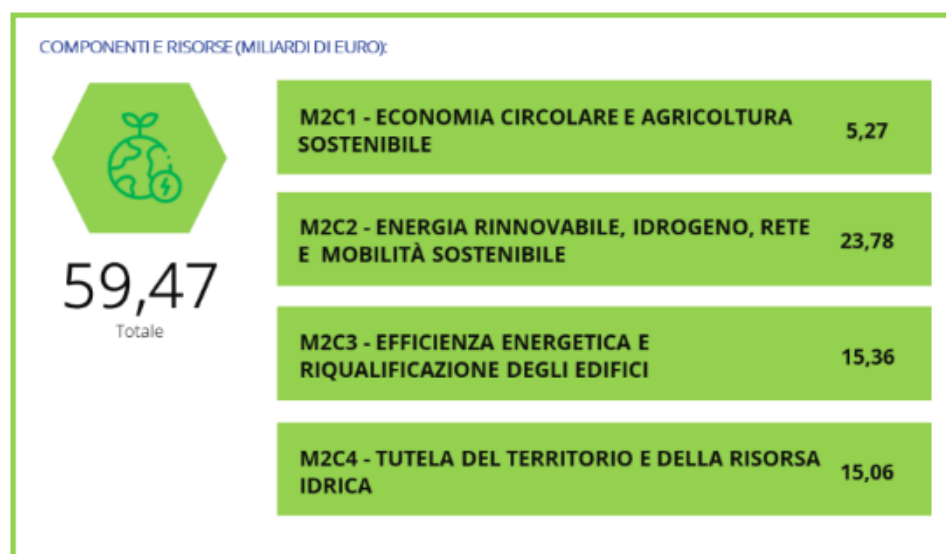 COMPONENTI E RISORSE (MILIARDI DI EURO):
59,47
Totale
M2C1 - ECONOMIA CIRCOLARE E AGRICOLTURA
SOSTENIBILE
5,27
M2C2 - ENERGIA RINNOVABILE, IDROGENO, RETE
E MOBILITÀ SOSTENIBILE
23,78
M2C3 - EFFICIENZA ENERGETICA E
RIQUALIFICAZIONE DEGLI EDIFICI
15,36
M2C4 - TUTELA DEL TERRITORIO E DELLA RISORSA
IDRICA
15,06